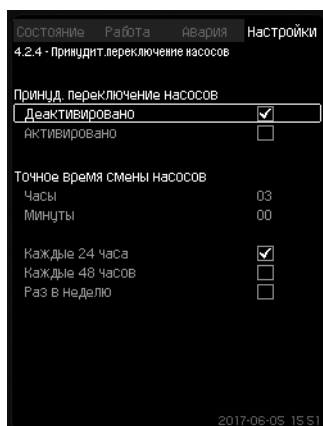 Состояние Работа Авария Настройки
4.2.4 - Принудит.переключение насосов
Принуд. переключение насосов
Деактивировано
Активировано
Точное время смены насосов
Часы 03
Минуты 00
Каждые 24 часа
Каждые 48 часов
Раз в неделю
2017-06-05 15:51